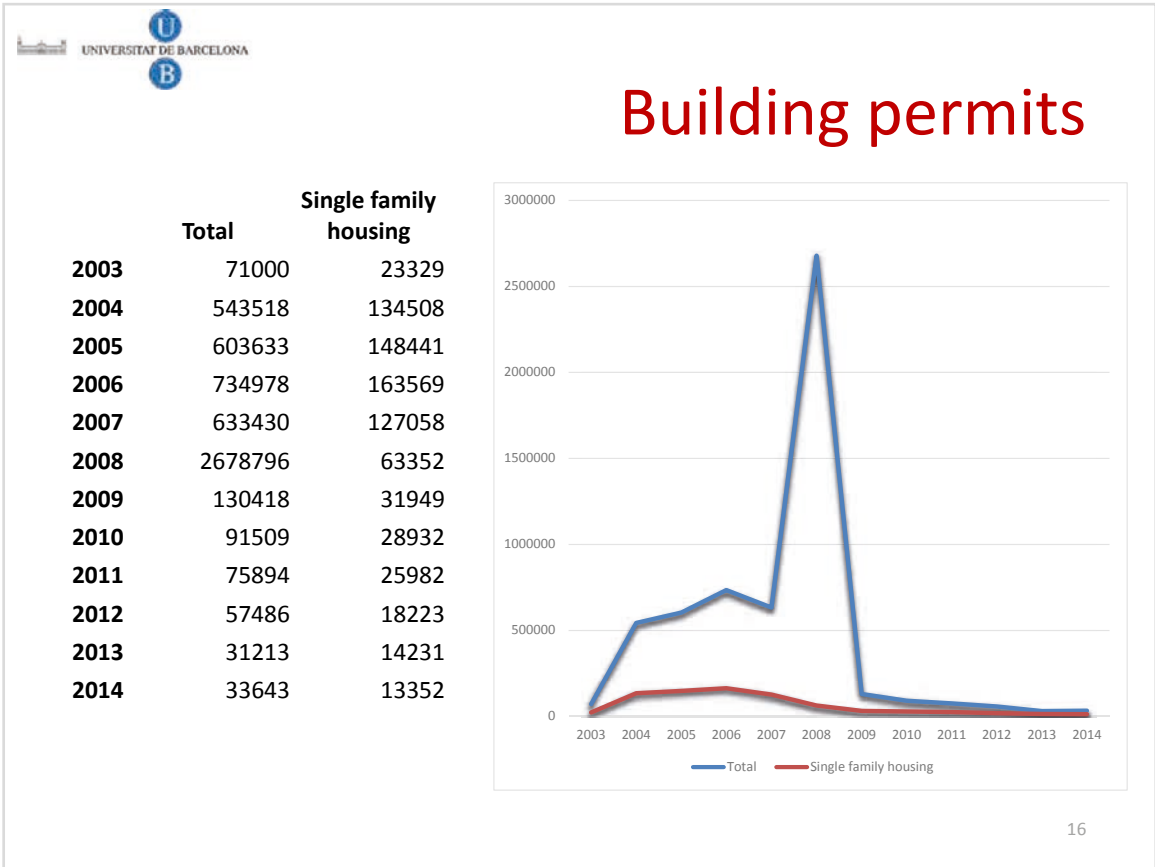 U
UNIVERSITAT DE BARCELONA
B
Building permits
Single family
Total housing
2003 71000 23329
2004 543518 134508
2005 603633 148441
2006 734978 163569
2007 633430 127058
2008 2678796 63352
2009 130418 31949
2010 91509 28932
2011 75894 25982
2012 57486 18223
2013 31213 14231
2014 33643 13352
3000000
2500000
2000000
1500000
1000000
500000
0
2003 2004 2005 2006 2007 2008 2009 2010 2011 2012 2013 2014
Total Single family housing
16